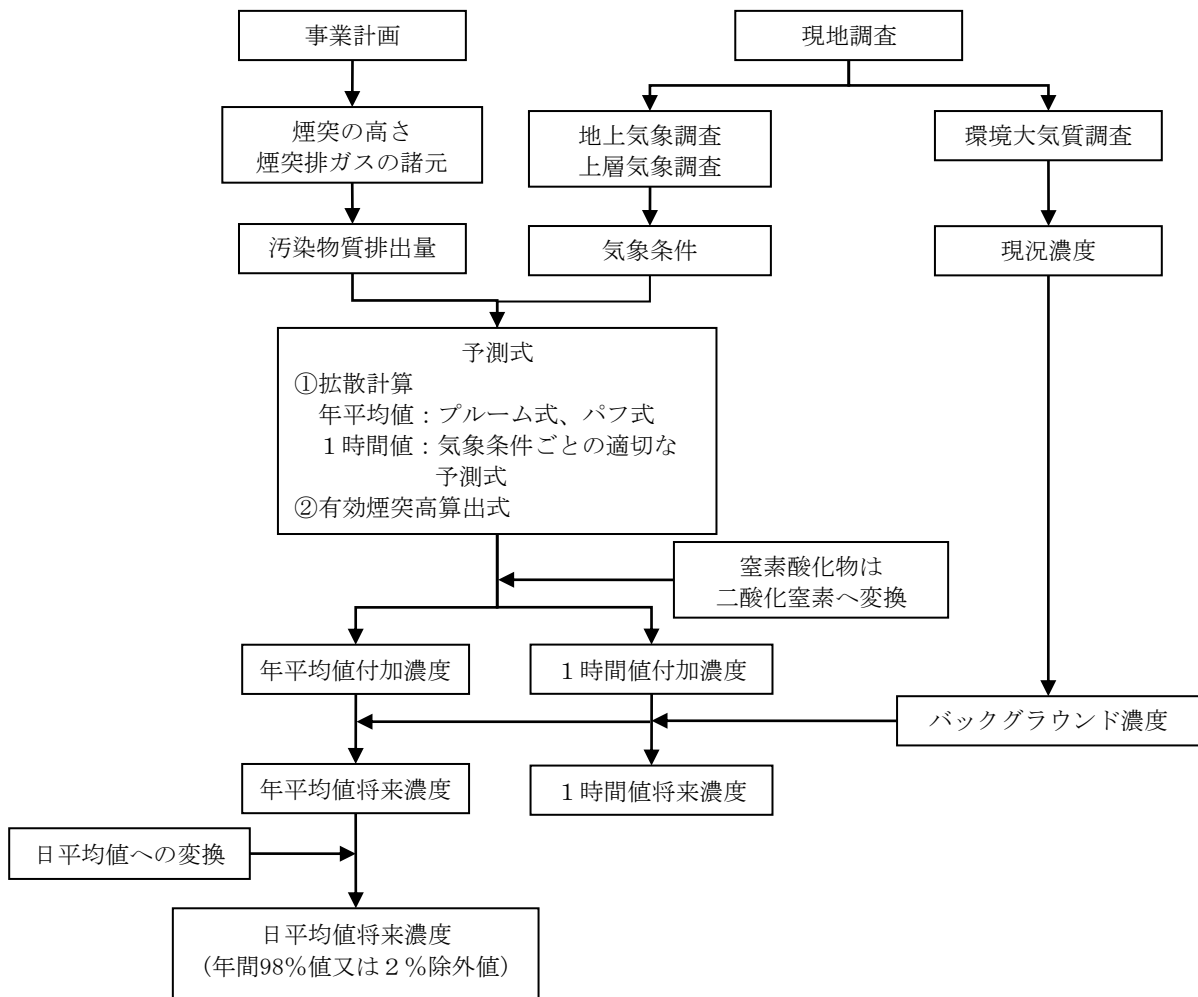 事業計画
現地調査
煙突の高さ
煙突排ガスの諸元
地上気象調査
上層気象調査
環境大気質調査
汚染物質排出量
気象条件
現況濃度
予測式
①拡散計算
年平均値：プルーム式、パフ式
１時間値：気象条件ごとの適切な
予測式
②有効煙突高算出式
窒素酸化物は
二酸化窒素へ変換
年平均値付加濃度
１時間値付加濃度
バックグラウンド濃度
年平均値将来濃度
１時間値将来濃度
日平均値への変換
日平均値将来濃度
（年間98％値又は２％除外値）